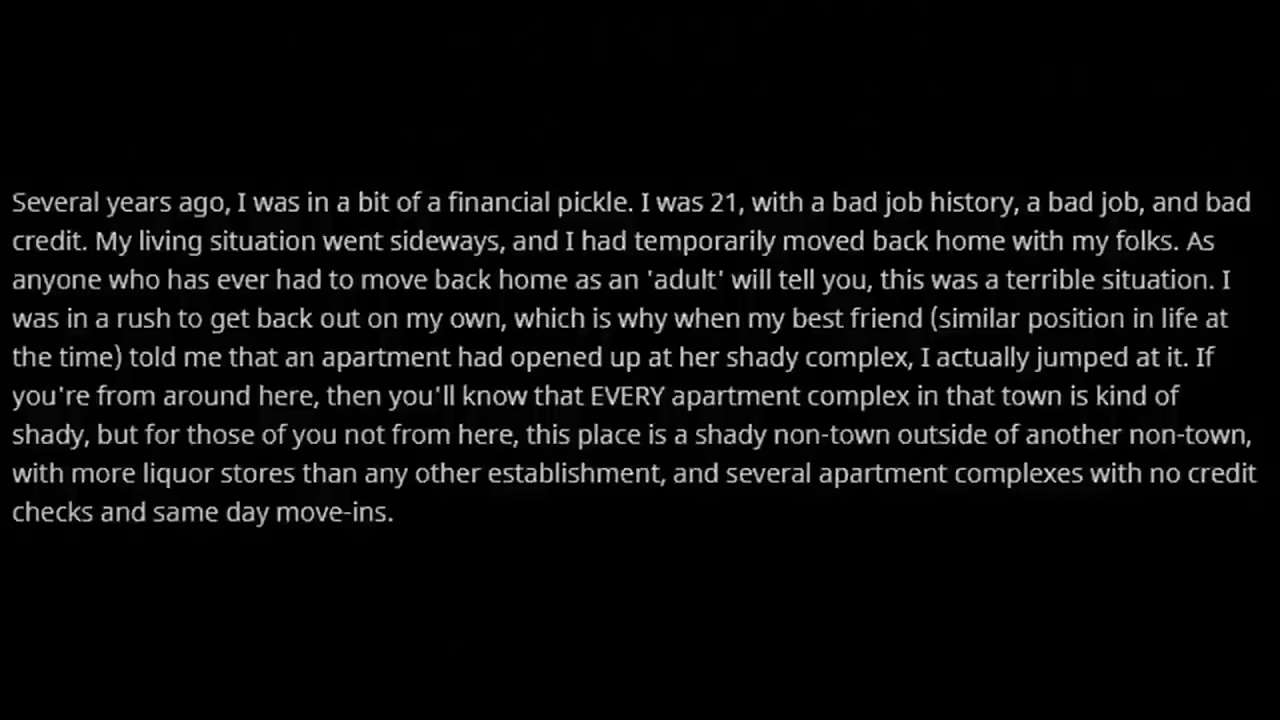 Several years ago, I was in a bit of a financial pickle. I was 21, with a bad job history, a bad job, and bad
credit. My living situation went sideways, and I had temporarily moved back home with my folks. As
anyone who has ever had to move back home as an 'adult' will tell you, this was a terrible situation. I
was in a rush to get back out on my own, which is why when my best friend (similar position in life at
the time) told me that an apartment had opened up at her shady complex, I actually jumped at it. If
you're from around here, then you'll know that EVERY apartment complex in that town is kind of
shady, but for those of you not from here, this place is a shady non-town outside of another non-town,
with more liquor stores than any other establishment, and several apartment complexes with no credit
checks and same day move-ins.